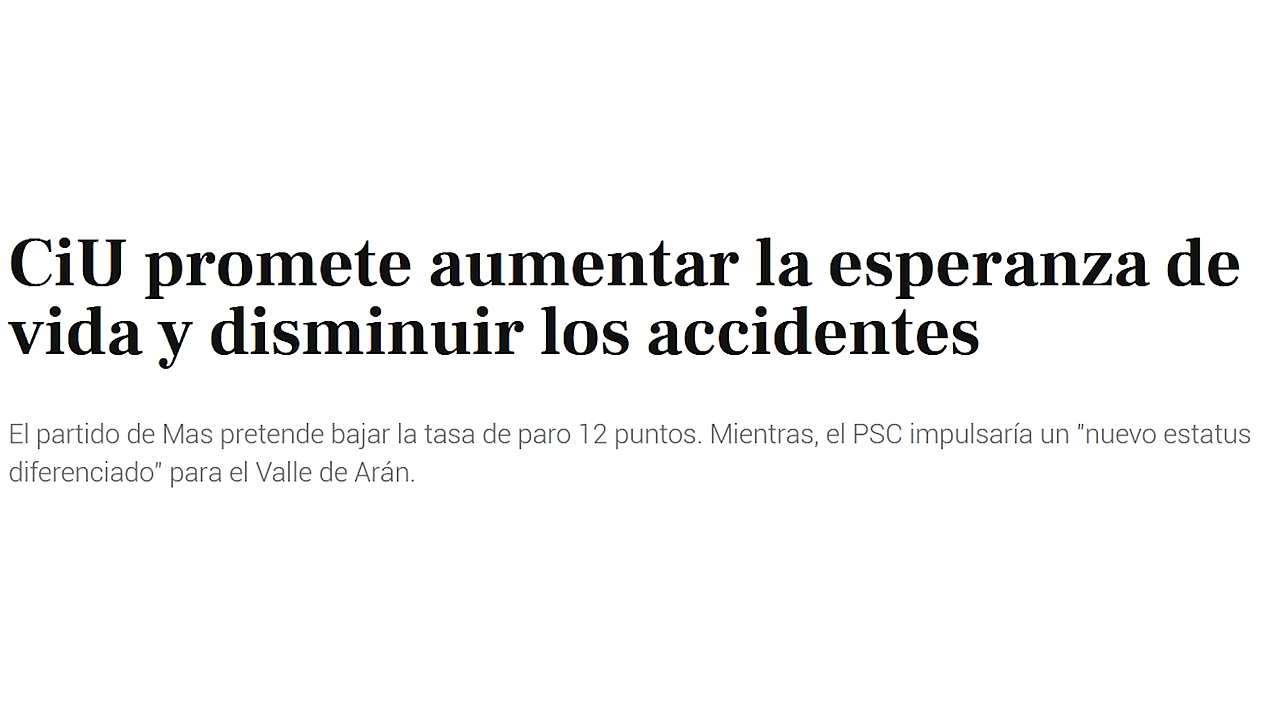 CiU promete aumentar la esperanza de
vida y disminuir los accidentes
El partido de Mas pretende bajar la tasa de paro 12 puntos. Mientras, el PSC impulsaría un "nuevo estatus
diferenciado" para el Valle de Arán.